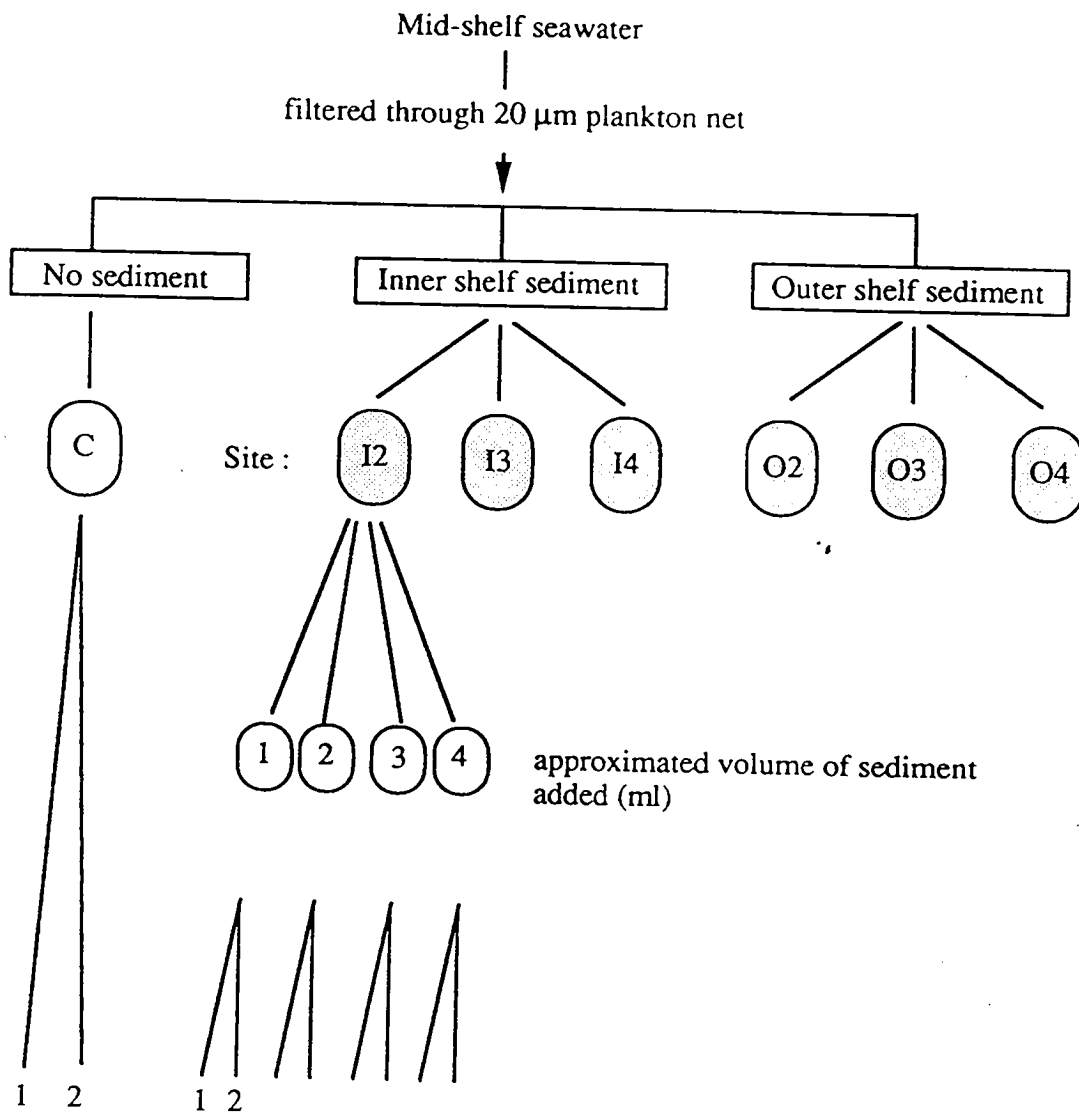 Mid-shelf seawater
filtered through 20 µm plankton net
No sediment
Inner shelf sediment
Outer shelf sediment
C
Site :
I2
I3
I4
O2
O3
O4
1
2
3
4
approximated volume of sediment
added (ml)
1 2
1 2